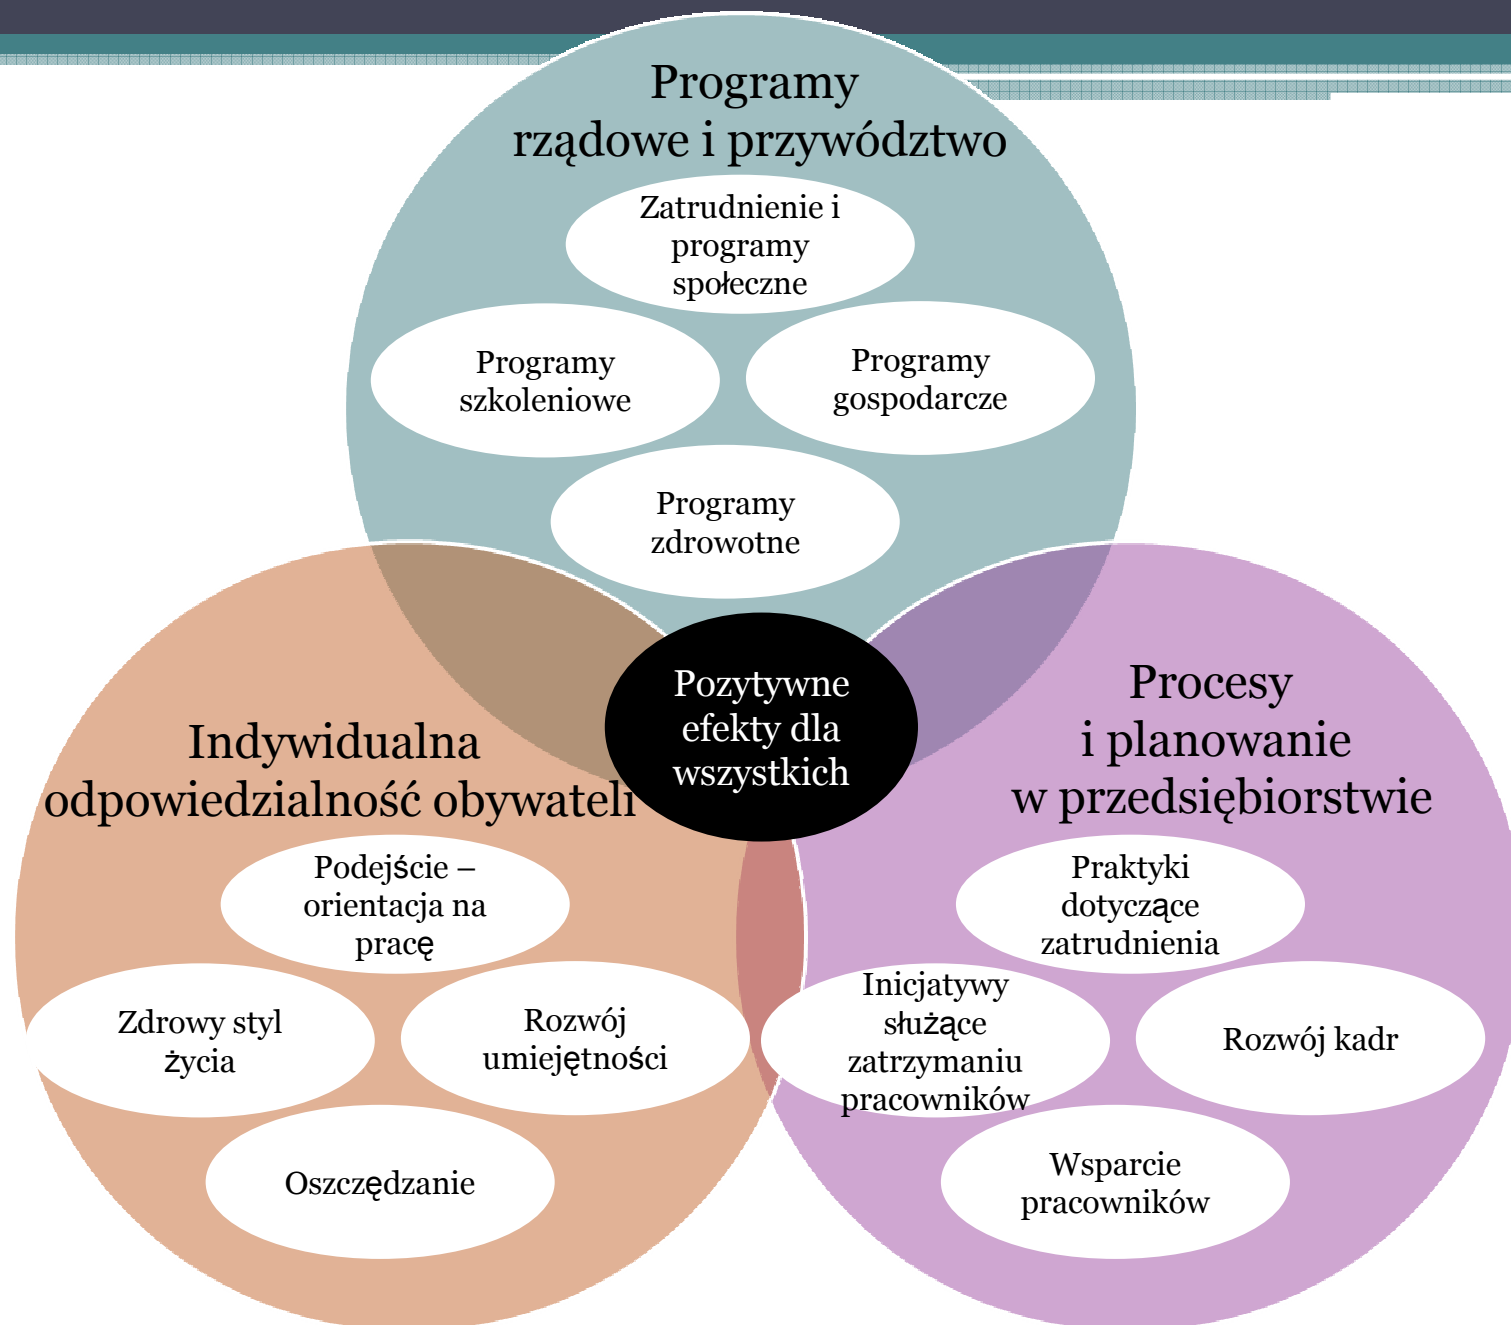 Programy
rządowe i przywództwo
Zatrudnienie i
programy
społeczne
Programy
szkoleniowe
Programy
gospodarcze
Programy
zdrowotne
Pozytywne
efekty dla
wszystkich
Indywidualna
odpowiedzialność obywateli
Podejście –
orientacja na
pracę
Zdrowy styl
życia
Rozwój
umiejętności
Oszczędzanie
Procesy
i planowanie
w przedsiębiorstwie
Praktyki
dotyczące
zatrudnienia
Inicjatywy
służące
zatrzymaniu
pracowników
Rozwój kadr
Wsparcie
pracowników